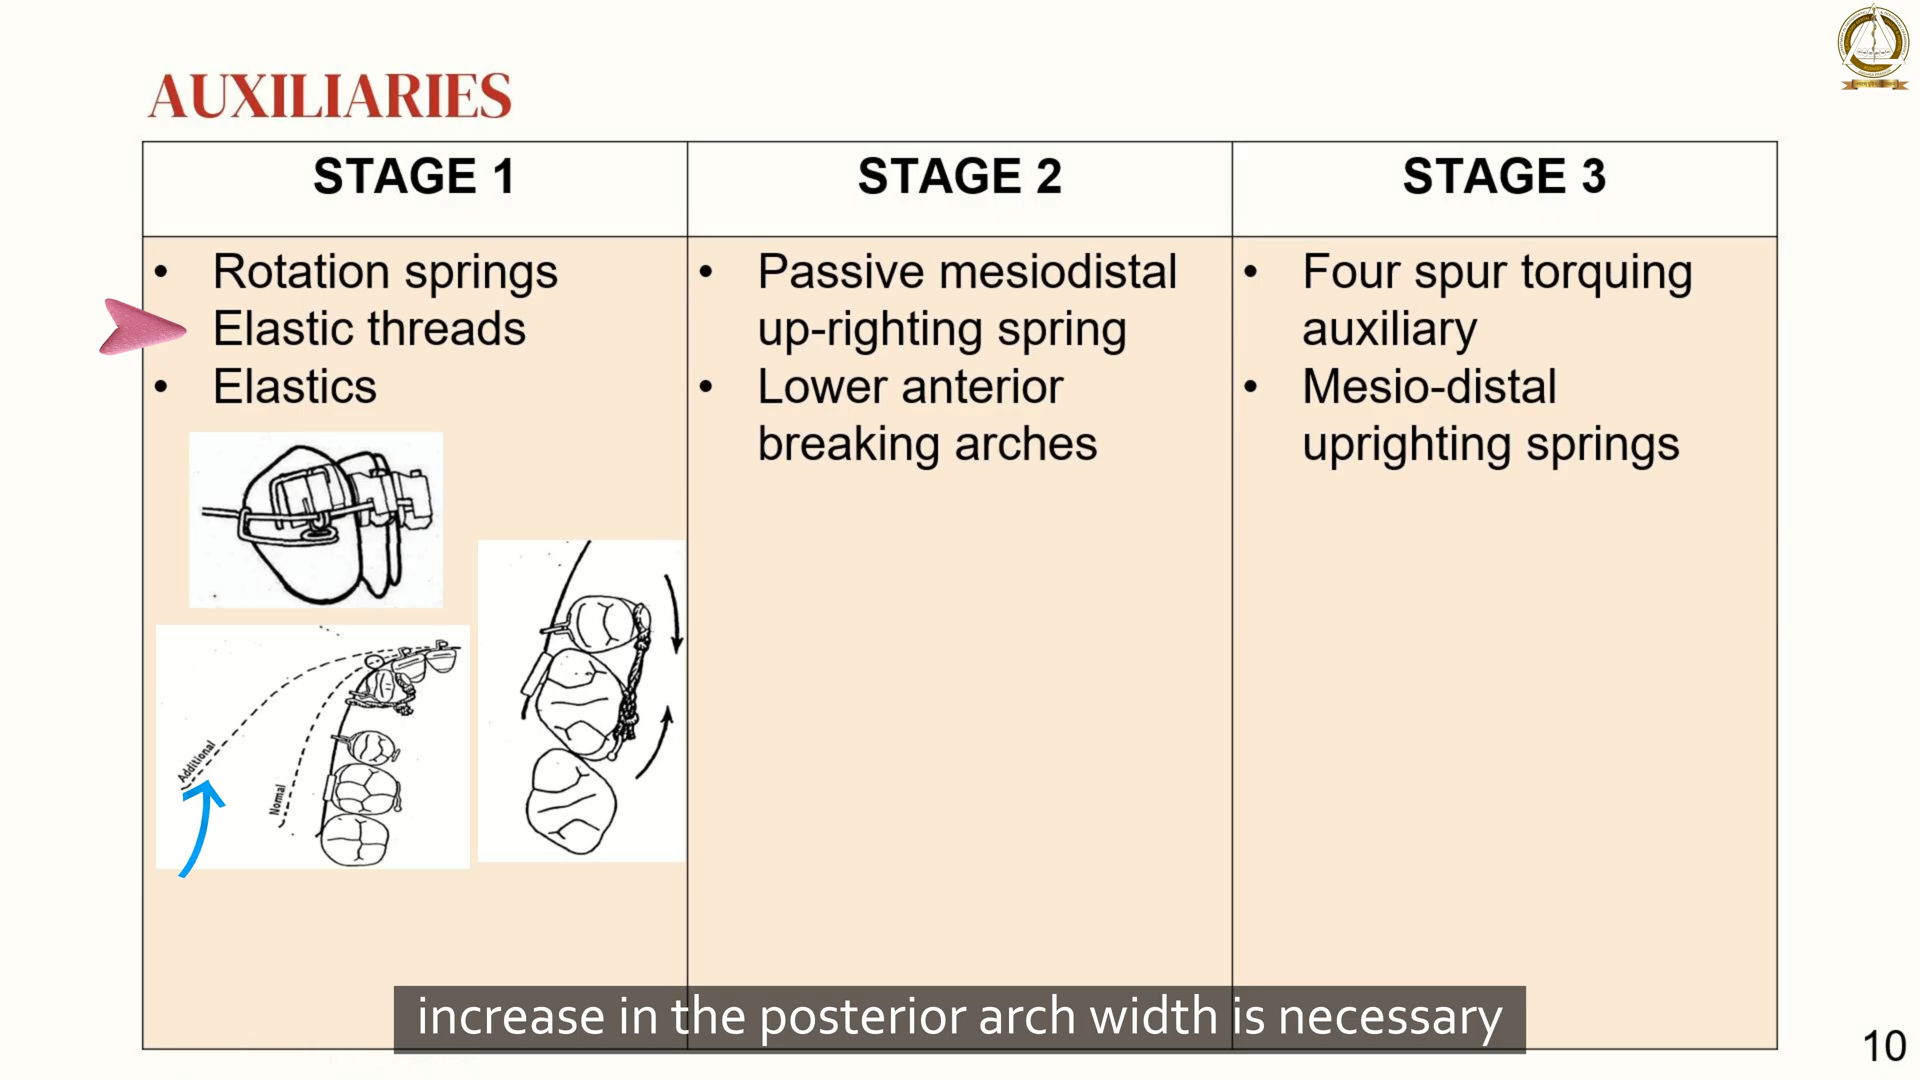 AUXILIARIES
STAGE 1
STAGE 2
STAGE 3
• Rotation springs
Elastic threads
• Elastics
Additional
Normal
• Passive mesiodistal
up-righting spring
• Lower anterior
breaking arches
• Four spur torquing
auxiliary
• Mesio-distal
uprighting springs
increase in the posterior arch width is necessary
10